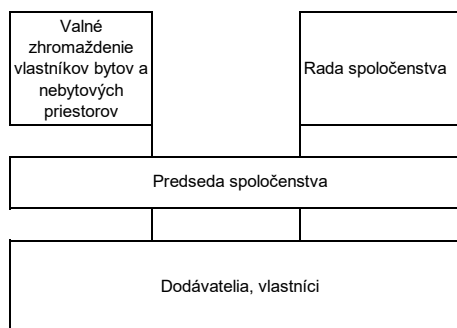 Valné
zhromaždenie
vlastníkov bytov a
nebytových
priestorov
Rada spoločenstva
Predseda spoločenstva
Dodávatelia, vlastníci